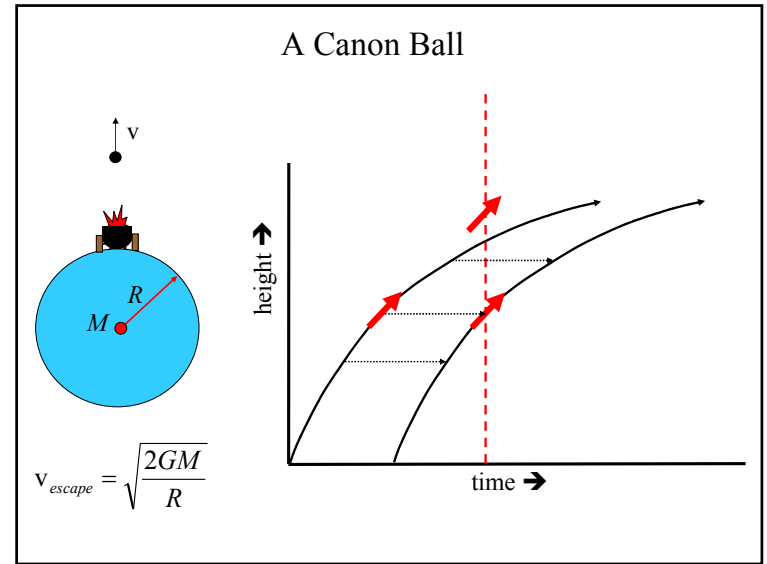 A Canon Ball
v
R
M
height ➔
time ➔
v_escape = √(2GM/R)